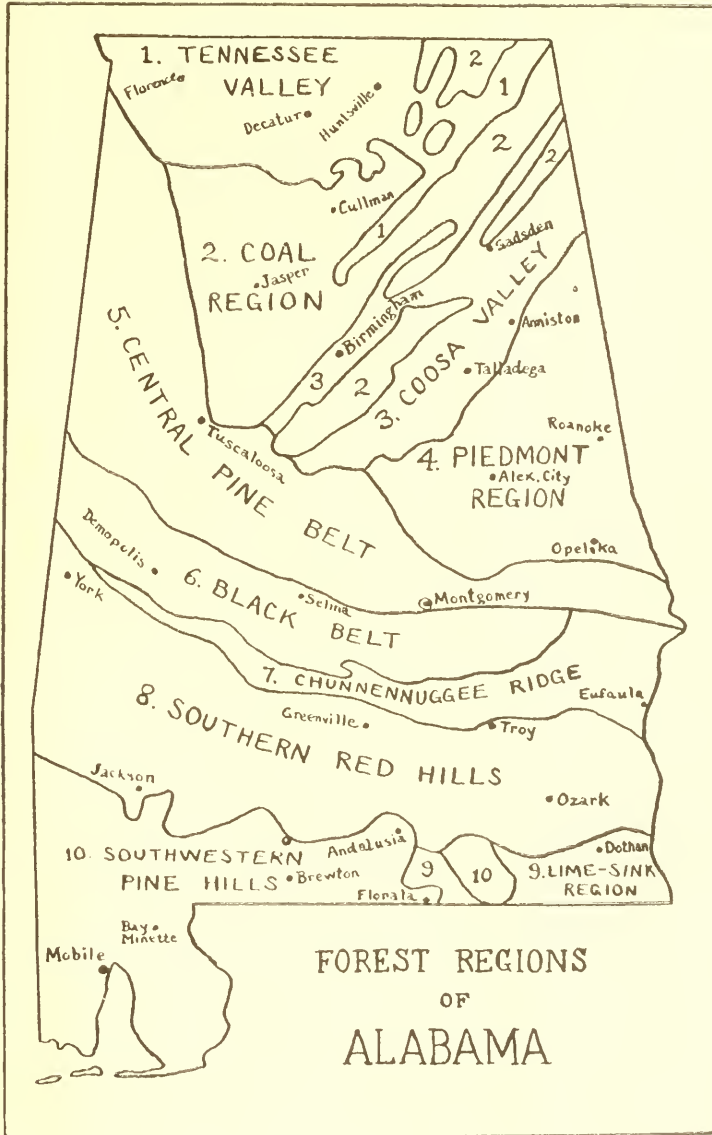 1. TENNESSEE
VALLEY
Florence
Decatur
Huntsville
2
1
2
2
Cullman
1
2. COAL
REGION
Jasper
Gadsden
Birmingham
Anniston
3
2
3. COOSA VALLEY
Talladega
5. CENTRAL PINE BELT
Tuscaloosa
Roanoke
4. PIEDMONT
REGION
Alex. City
Opelika
Demopolis
York
6. BLACK BELT
Selma
Montgomery
7. CHUNNENNUGGEE RIDGE
Eufaula
8. SOUTHERN RED HILLS
Greenville
Troy
Jackson
Ozark
10. SOUTHWESTERN
PINE HILLS
Andalusia
Brewton
Florala
9
10
Dothan
9. LIME-SINK
REGION
Bay
Minette
Mobile
FOREST REGIONS
OF
ALABAMA